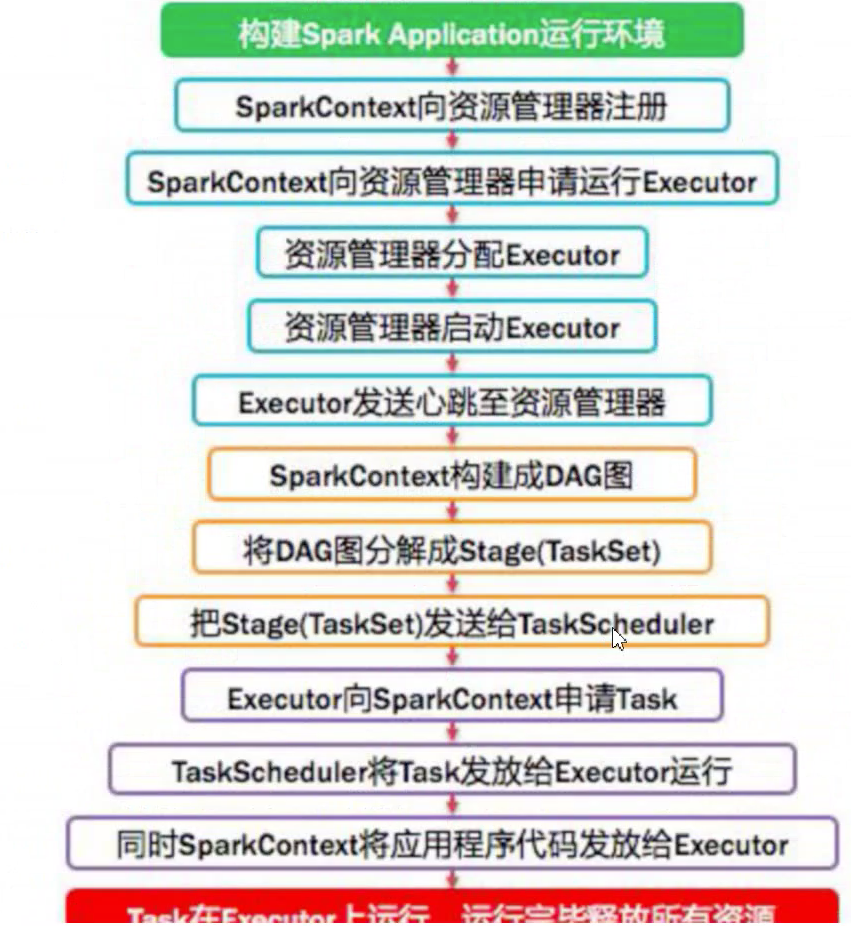 构建Spark Application运行环境
SparkContext向资源管理器注册
SparkContext向资源管理器申请运行Executor
资源管理器分配Executor
资源管理器启动Executor
Executor发送心跳至资源管理器
SparkContext构建成DAG图
将DAG图分解成Stage(TaskSet)
把Stage(TaskSet)发送给TaskScheduler
Executor向SparkContext申请Task
TaskScheduler将Task发放给Executor运行
同时SparkContext将应用程序代码发放给Executor
Task在Executor上运行，运行完毕释放所有资源